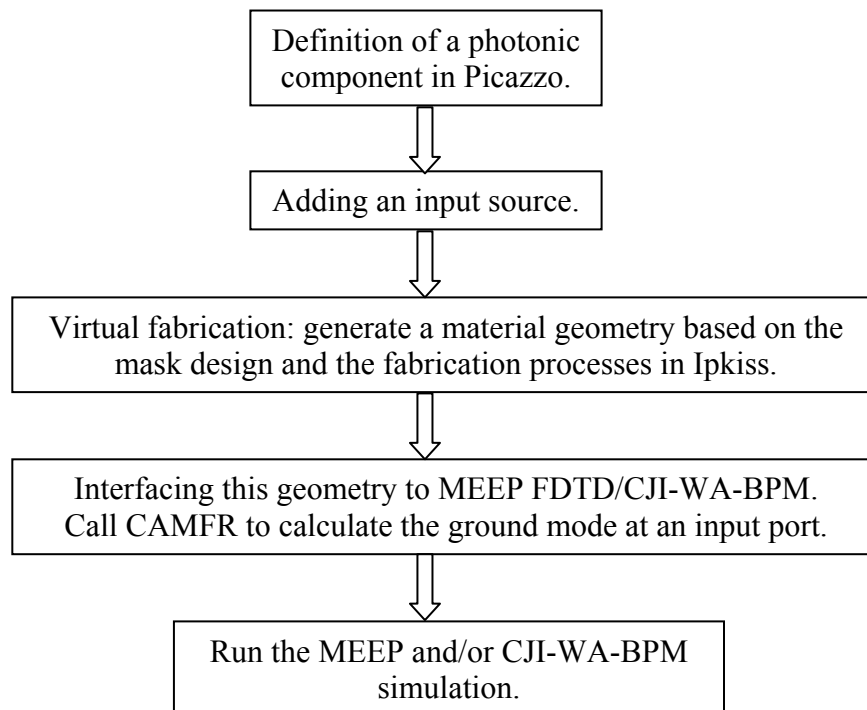 Definition of a photonic
component in Picazzo.
Adding an input source.
Virtual fabrication: generate a material geometry based on the
mask design and the fabrication processes in Ipkiss.
Interfacing this geometry to MEEP FDTD/CJI-WA-BPM.
Call CAMFR to calculate the ground mode at an input port.
Run the MEEP and/or CJI-WA-BPM
simulation.